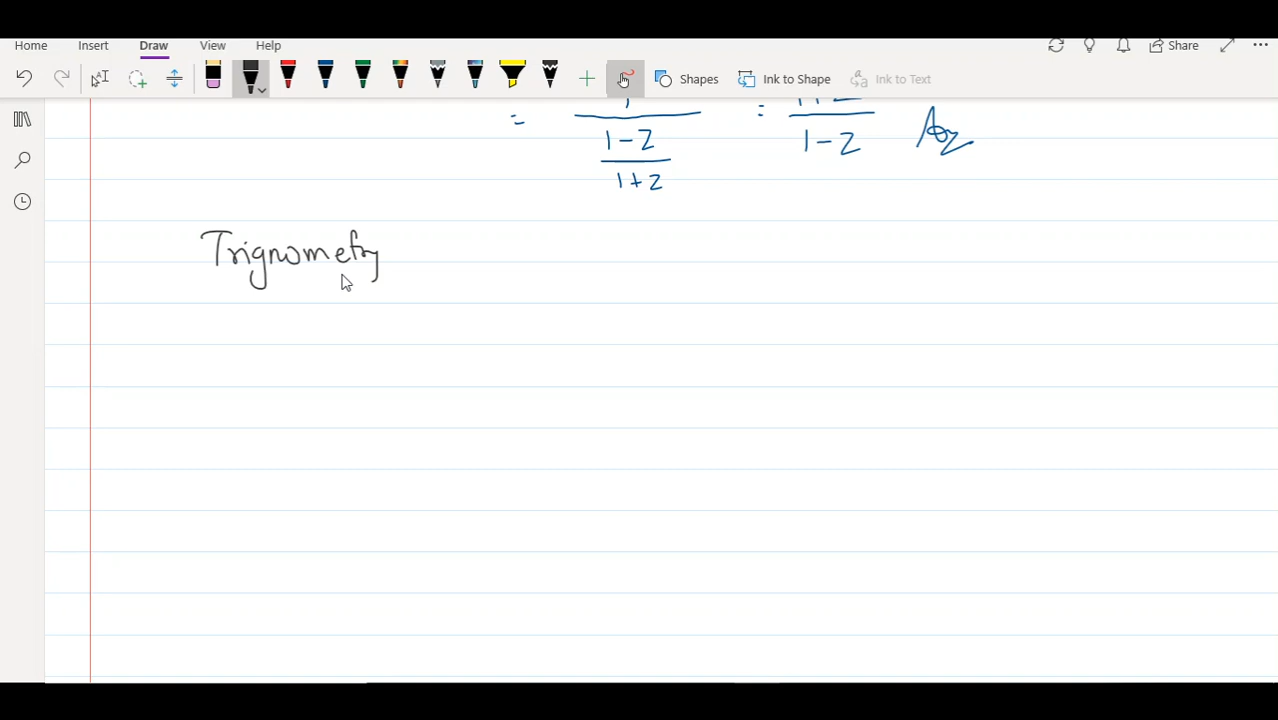 Home Insert Draw View Help
Share
Shapes Ink to Shape Ink to Text
= 1-z / 1+z = / 1-z
Trignometry